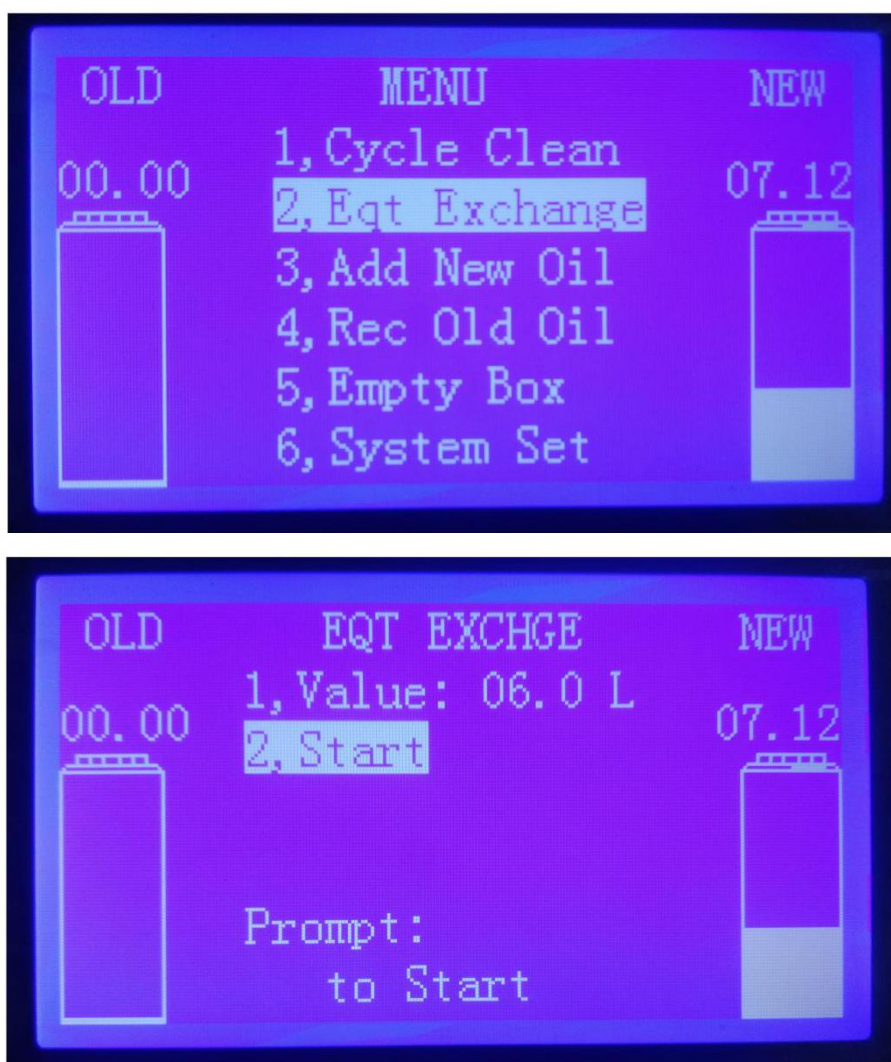 OLD MENU NEW
1,Cycle Clean
00.00 07.12
2,Eqt Exchange
3,Add New Oil
4,Rec Old Oil
5,Empty Box
6,System Set
OLD EQT EXCHGE NEW
1,Value: 06.0 L
00.00 07.12
2,Start
Prompt:
to Start